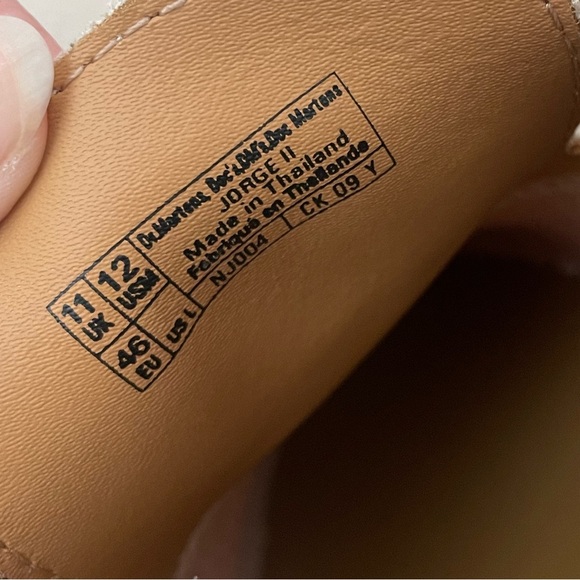 Dr.Martens, Doc's,DM's,Doc Martens
JORGE II
Made in Thailand
Fabriqué en Thaïlande
NJ004
CK 09 Y
11
UK
12
USM
46
EU
US L